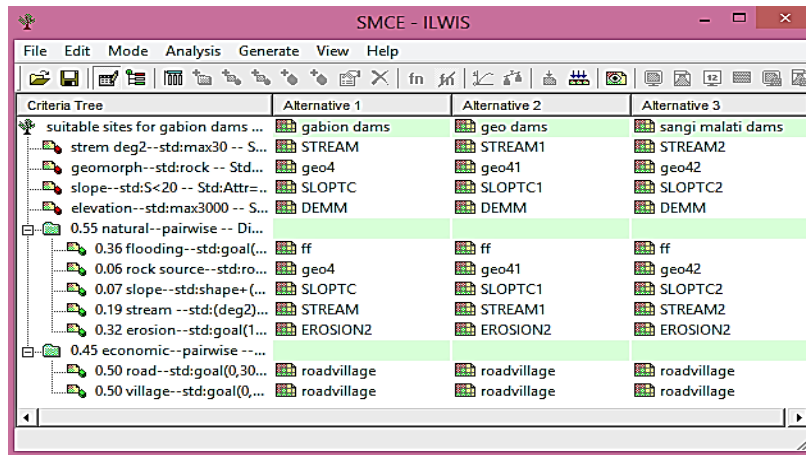 SMCE - ILWIS
File Edit Mode Analysis Generate View Help
fn
12
Criteria Tree Alternative 1 Alternative 2 Alternative 3
suitable sites for gabion dams ... gabion dams geo dams sangi malati dams
strem deg2--std:max30 -- S... STREAM STREAM1 STREAM2
geomorph--std:rock -- Std... geo4 geo41 geo42
slope--std:S<20 -- Std:Attr=... SLOPTC SLOPTC1 SLOPTC2
elevation--std:max3000 -- S... DEMM DEMM DEMM
0.55 natural--pairwise -- Di...
0.36 flooding--std:goal(... ff ff ff
0.06 rock source--std:ro... geo4 geo41 geo42
0.07 slope--std:shape+(... SLOPTC SLOPTC1 SLOPTC2
0.19 stream --std:(deg2)... STREAM STREAM1 STREAM2
0.32 erosion--std:goal(1... EROSION2 EROSION2 EROSION2
0.45 economic--pairwise --...
0.50 road--std:goal(0,30... roadvillage roadvillage roadvillage
0.50 village--std:goal(0,... roadvillage roadvillage roadvillage